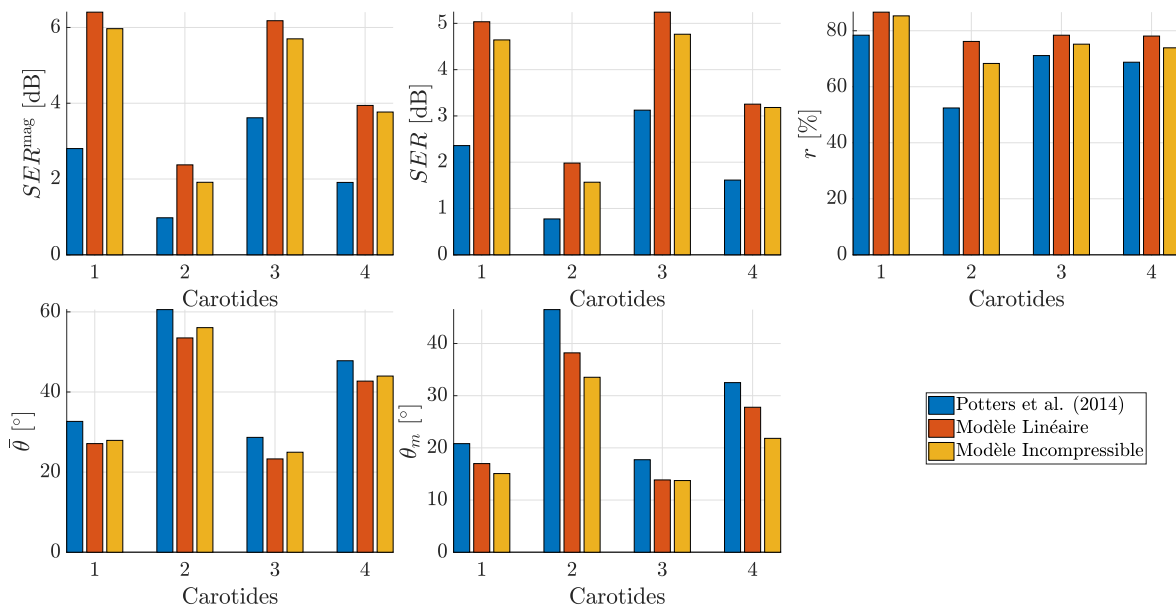 SER^mag [dB]
6
4
2
0
1 2 3 4
Carotides
SER [dB]
5
4
3
2
1
0
1 2 3 4
Carotides
r [%]
80
60
40
20
0
1 2 3 4
Carotides
θ̄ [°]
60
40
20
0
1 2 3 4
Carotides
θ_m [°]
40
30
20
10
0
1 2 3 4
Carotides
Potters et al. (2014)
Modèle Linéaire
Modèle Incompressible